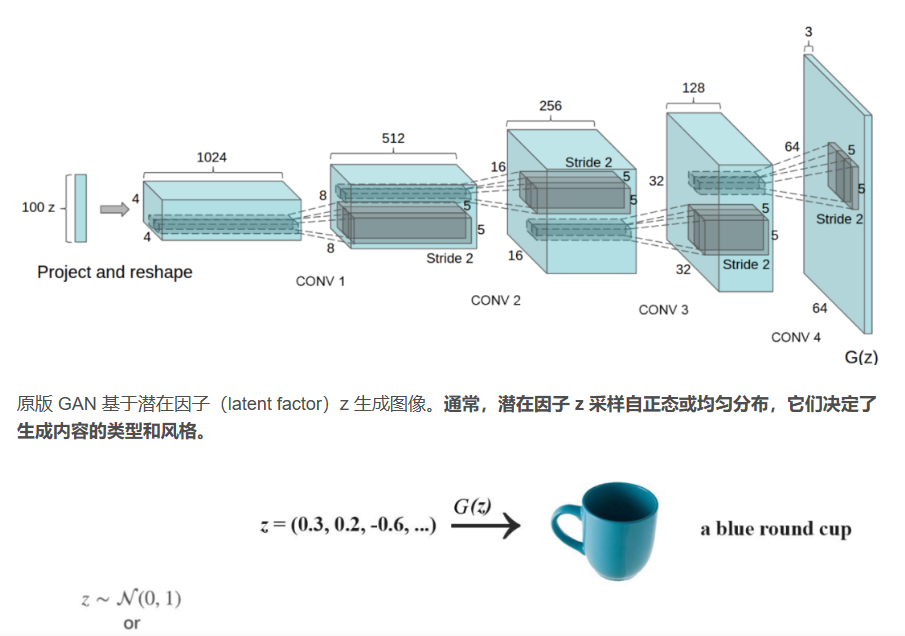 3
128
256
64
5
512
16
Stride 2
5
32
5
1024
8
5
5
5
Stride 2
100 z
4
5
5
4
8
Stride 2
16
32
Stride 2
Project and reshape
CONV 1
CONV 2
CONV 3
64
CONV 4
G(z)
原版 GAN 基于潜在因子（latent factor）z 生成图像。通常，潜在因子 z 采样自正态或均匀分布，它们决定了
生成内容的类型和风格。
z = (0.3, 0.2, -0.6, ...)
G(z)
a blue round cup
z ~ 𝒩(0, 1)
or